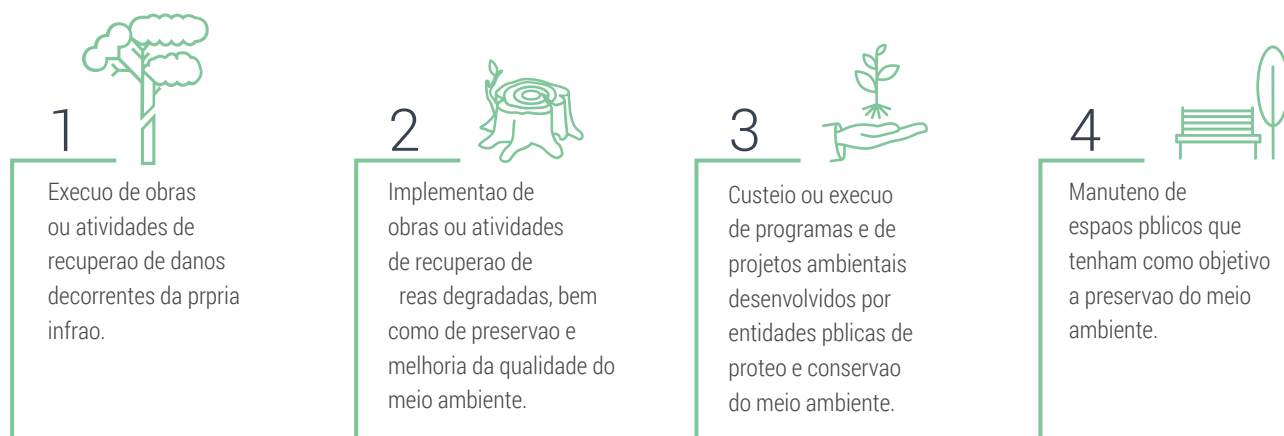 1
Execuo de obras
ou atividades de
recuperao de danos
decorrentes da prpria
infrao.
2
Implementao de
obras ou atividades
de recuperao de
reas degradadas, bem
como de preservao e
melhoria da qualidade do
meio ambiente.
3
Custeio ou execuo
de programas e de
projetos ambientais
desenvolvidos por
entidades pblicas de
proteo e conservao
do meio ambiente.
4
Manuteno de
espaos pblicos que
tenham como objetivo
a preservao do meio
ambiente.